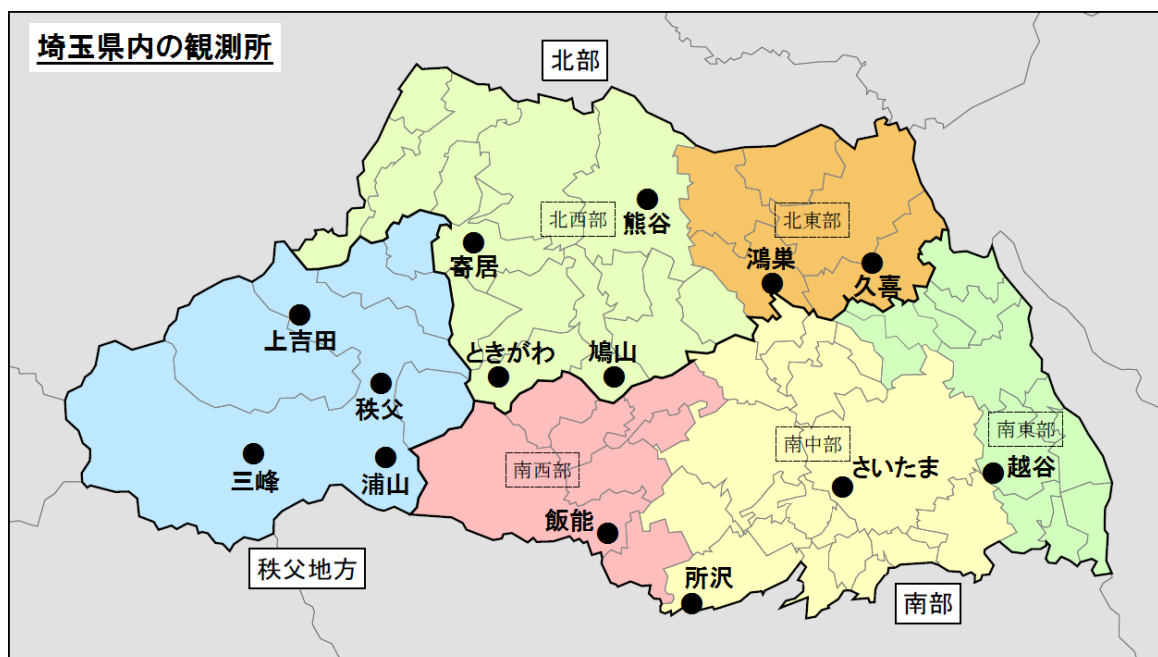 埼玉県内の観測所
北部
北西部
熊谷
北東部
寄居
鴻巣
久喜
上吉田
ときがわ
鳩山
秩父
南中部
南東部
三峰
浦山
南西部
さいたま
越谷
飯能
秩父地方
所沢
南部